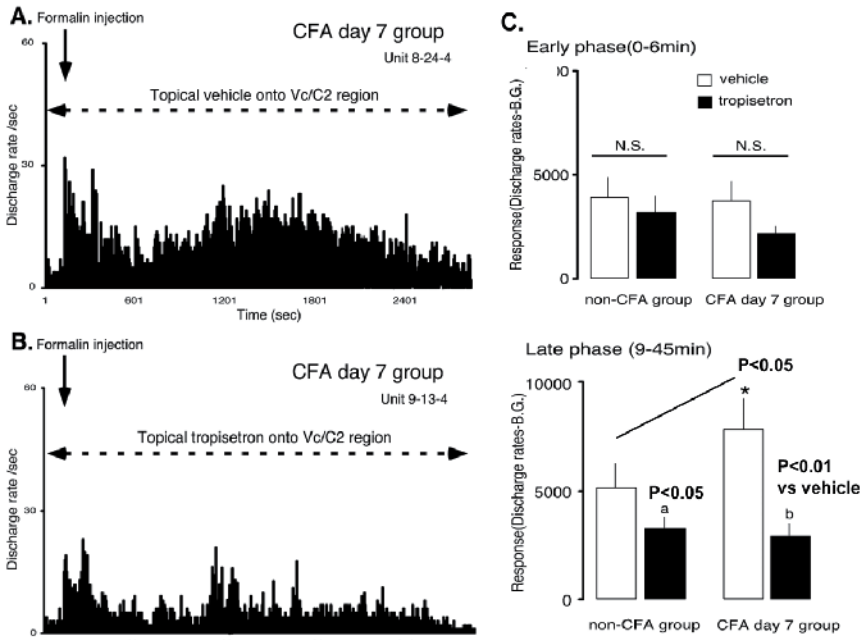 A.
Formalin injection
CFA day 7 group
Unit 8-24-4
Topical vehicle onto Vc/C2 region
Discharge rate /sec
60
30
0
1 601 1201 1801 2401
Time (sec)
B.
Formalin injection
CFA day 7 group
Unit 9-13-4
Topical tropisetron onto Vc/C2 region
Discharge rate /sec
60
30
0
C.
Early phase(0-6min)
vehicle
tropisetron
N.S. N.S.
Response(Discharge rates-B.G.)
5000
0
non-CFA group CFA day 7 group
Late phase (9-45min)
P<0.05
*
P<0.01
vs vehicle
P<0.05
a
b
Response(Discharge rates-B.G.)
10000
5000
0
non-CFA group CFA day 7 group